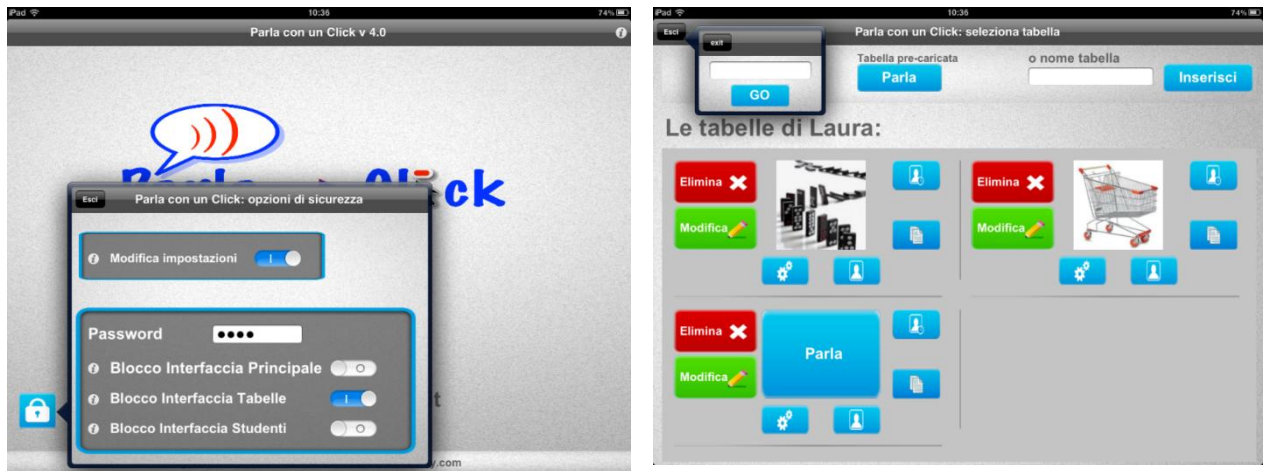 iPad 10:36 74%
Parla con un Click v 4.0
ck
Esci Parla con un Click: opzioni di sicurezza
Modifica impostazioni
Password ••••
Blocco Interfaccia Principale
Blocco Interfaccia Tabelle
Blocco Interfaccia Studenti
t
.com
iPad 10:36 74%
Esci Parla con un Click: seleziona tabella
exit
GO
Tabella pre-caricata
Parla
o nome tabella
Inserisci
Le tabelle di Laura:
Elimina
Modifica
Elimina
Modifica
Elimina
Modifica
Parla